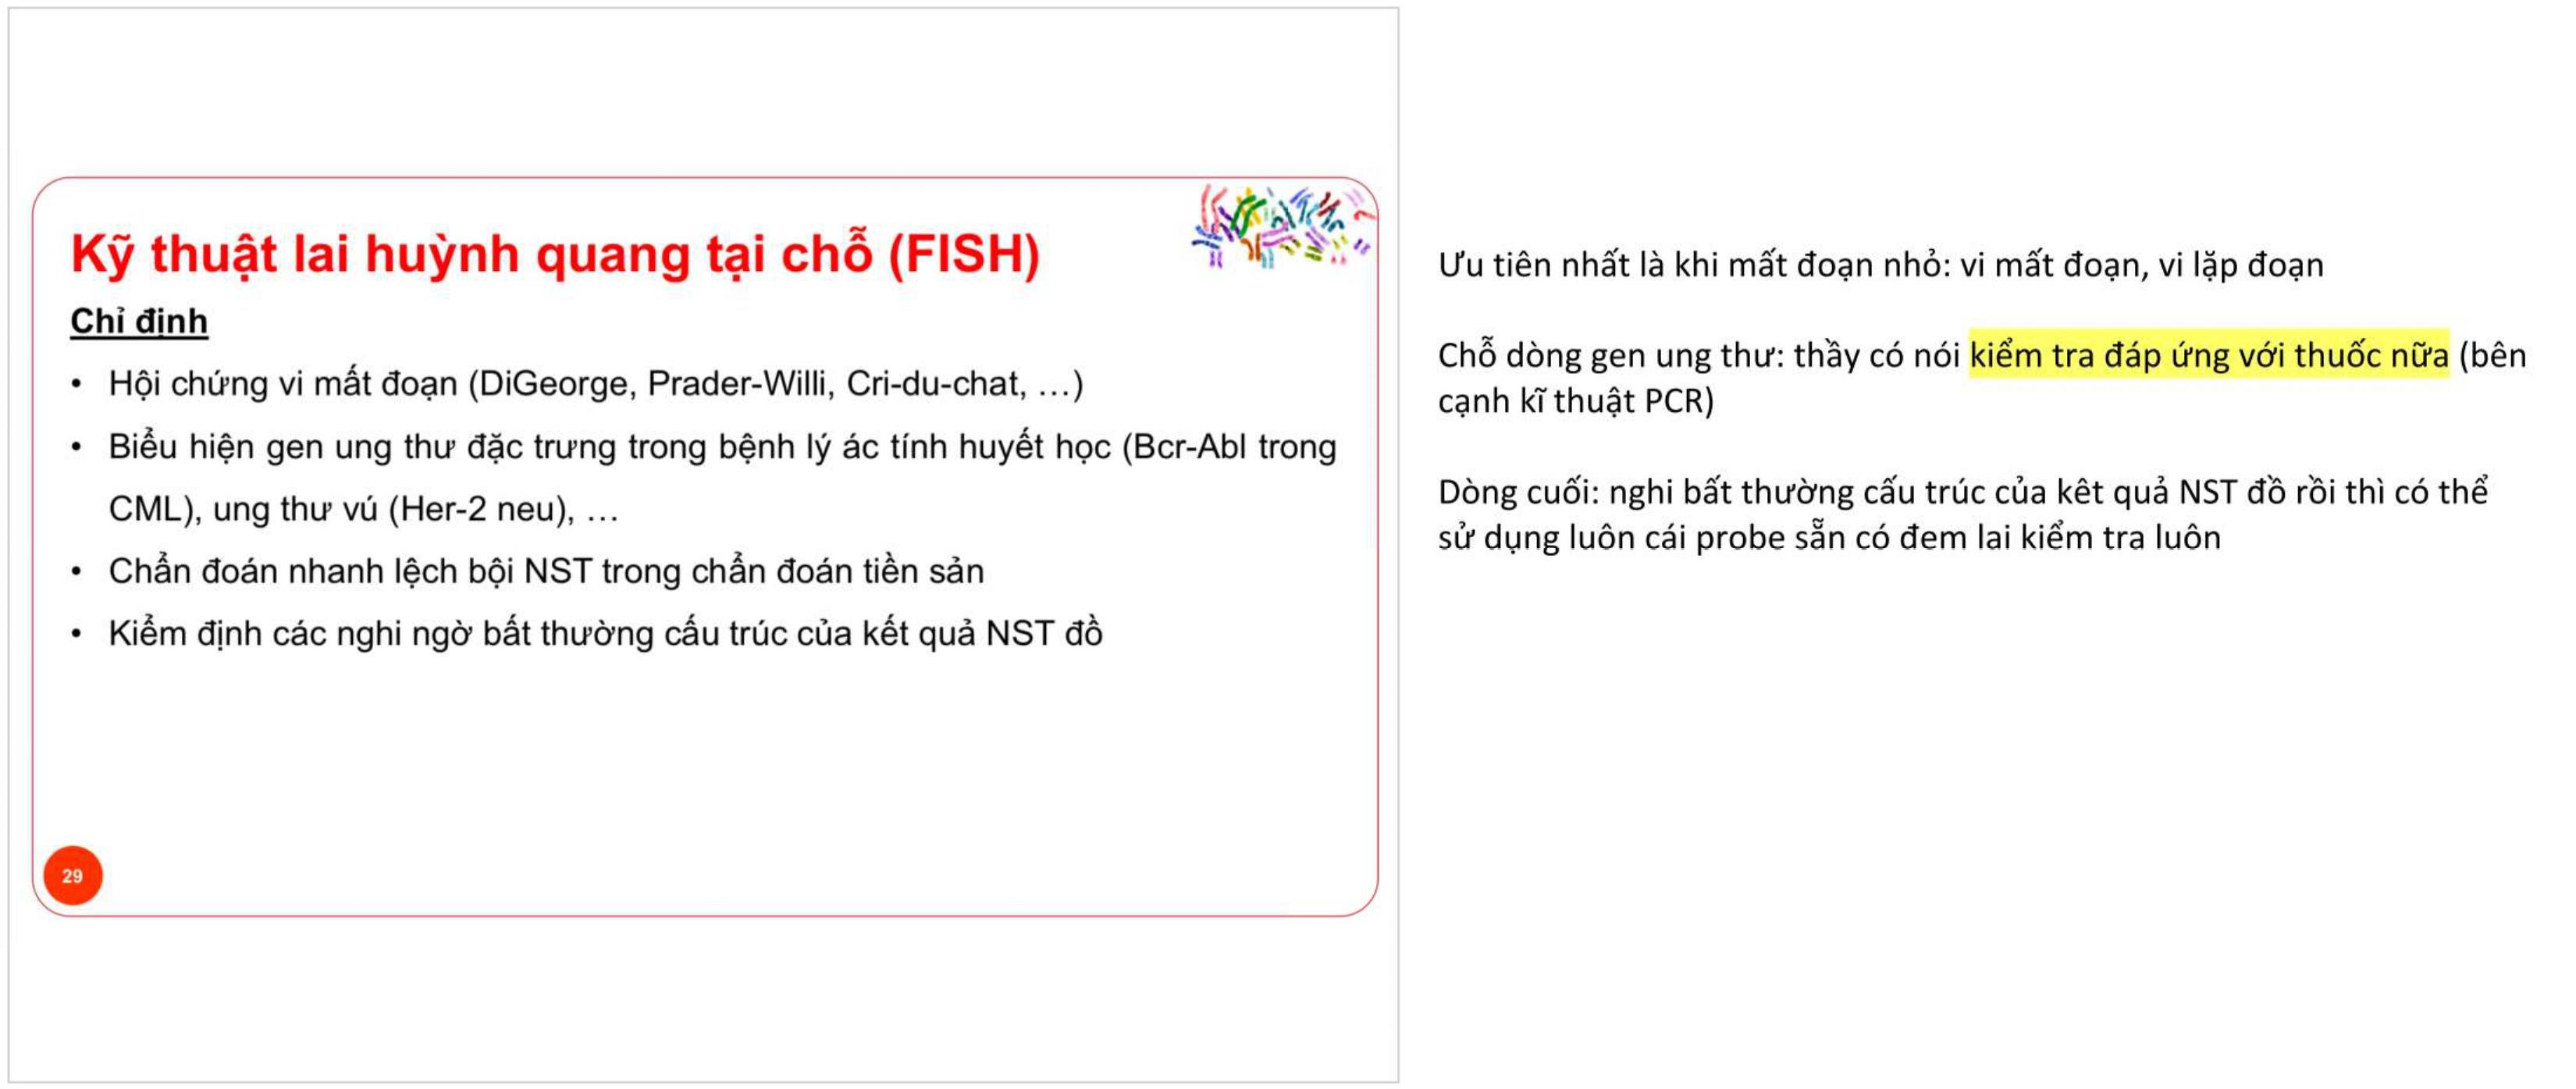 Kỹ thuật lai huỳnh quang tại chỗ (FISH)
Chỉ định
• Hội chứng vi mất đoạn (DiGeorge, Prader-Willi, Cri-du-chat, ...)
• Biểu hiện gen ung thư đặc trưng trong bệnh lý ác tính huyết học (Bcr-Abl trong
CML), ung thư vú (Her-2 neu), ...
• Chẩn đoán nhanh lệch bội NST trong chẩn đoán tiền sản
• Kiểm định các nghi ngờ bất thường cấu trúc của kết quả NST đồ
29
Ưu tiên nhất là khi mất đoạn nhỏ: vi mất đoạn, vi lặp đoạn
Chỗ dòng gen ung thư: thầy có nói kiểm tra đáp ứng với thuốc nữa (bên
cạnh kĩ thuật PCR)
Dòng cuối: nghi bất thường cấu trúc của kêt quả NST đồ rồi thì có thể
sử dụng luôn cái probe sẵn có đem lai kiểm tra luôn